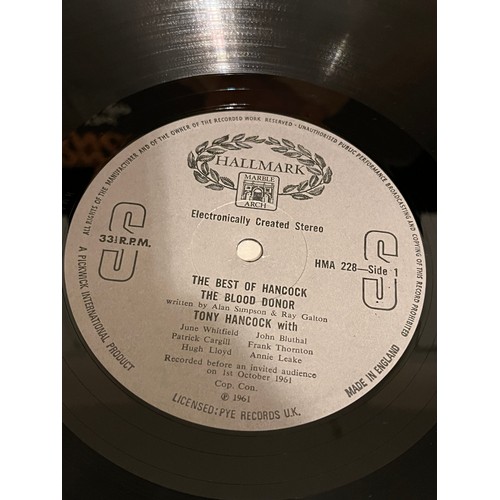 ALL RIGHTS OF THE MANUFACTURER AND OF THE OWNER OF THE RECORDED WORK RESERVED - UNAUTHORISED PUBLIC PERFORMANCE BROADCASTING AND COPYING OF THIS RECORD PROHIBITED
HALLMARK
MARBLE
ARCH
Electronically Created Stereo
33⅓ R.P.M.
HMA 228—Side 1
THE BEST OF HANCOCK
THE BLOOD DONOR
written by Alan Simpson & Ray Galton
TONY HANCOCK with
June Whitfield John Bluthal
Patrick Cargill Frank Thornton
Hugh Lloyd Annie Leake
Recorded before an invited audience
on 1st October 1961
Cop. Con.
℗ 1961
A PICKWICK INTERNATIONAL PRODUCT
LICENSED: PYE RECORDS U.K.
MADE IN ENGLAND